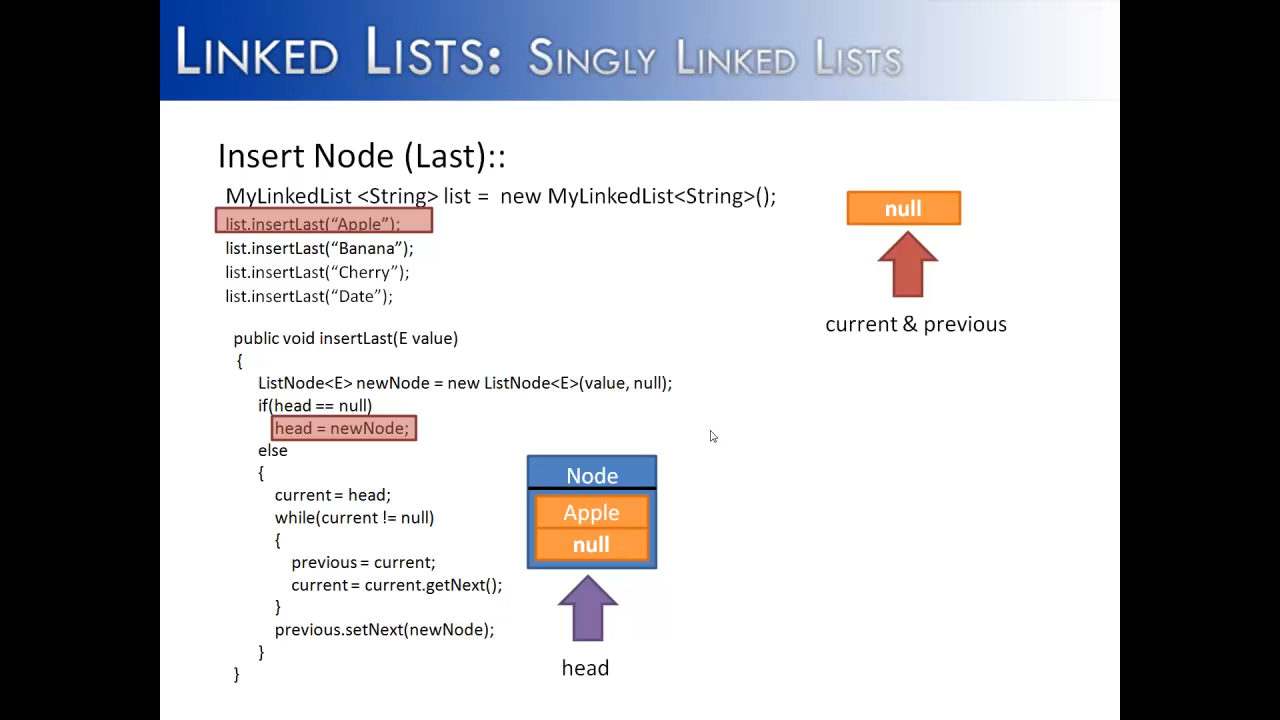 LINKED LISTS: SINGLY LINKED LISTS
Insert Node (Last)::
MyLinkedList <String> list = new MyLinkedList<String>();
list.insertLast(“Apple”);
list.insertLast(“Banana”);
list.insertLast(“Cherry”);
list.insertLast(“Date”);
null
current & previous
public void insertLast(E value)
{
ListNode<E> newNode = new ListNode<E>(value, null);
if(head == null)
head = newNode;
else
{
current = head;
while(current != null)
{
previous = current;
current = current.getNext();
}
previous.setNext(newNode);
}
}
Node
Apple
null
head